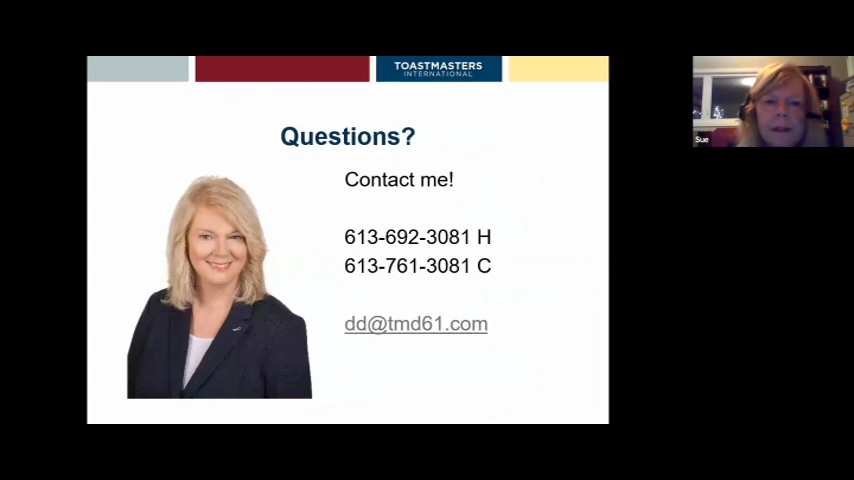 TOASTMASTERS
INTERNATIONAL
Questions?
Contact me!
613-692-3081 H
613-761-3081 C
dd@tmd61.com
Sue